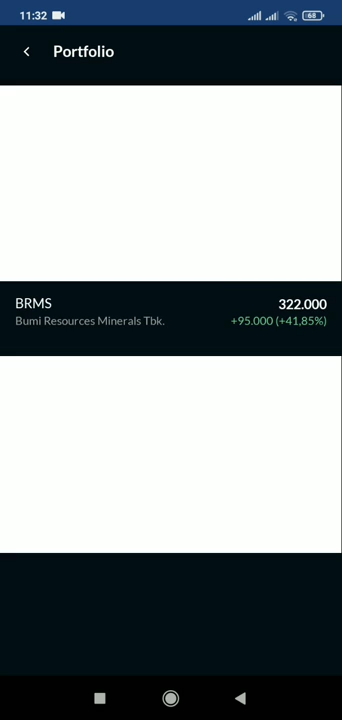 11:32
68
Portfolio
BRMS
322.000
Bumi Resources Minerals Tbk.
+95.000 (+41,85%)